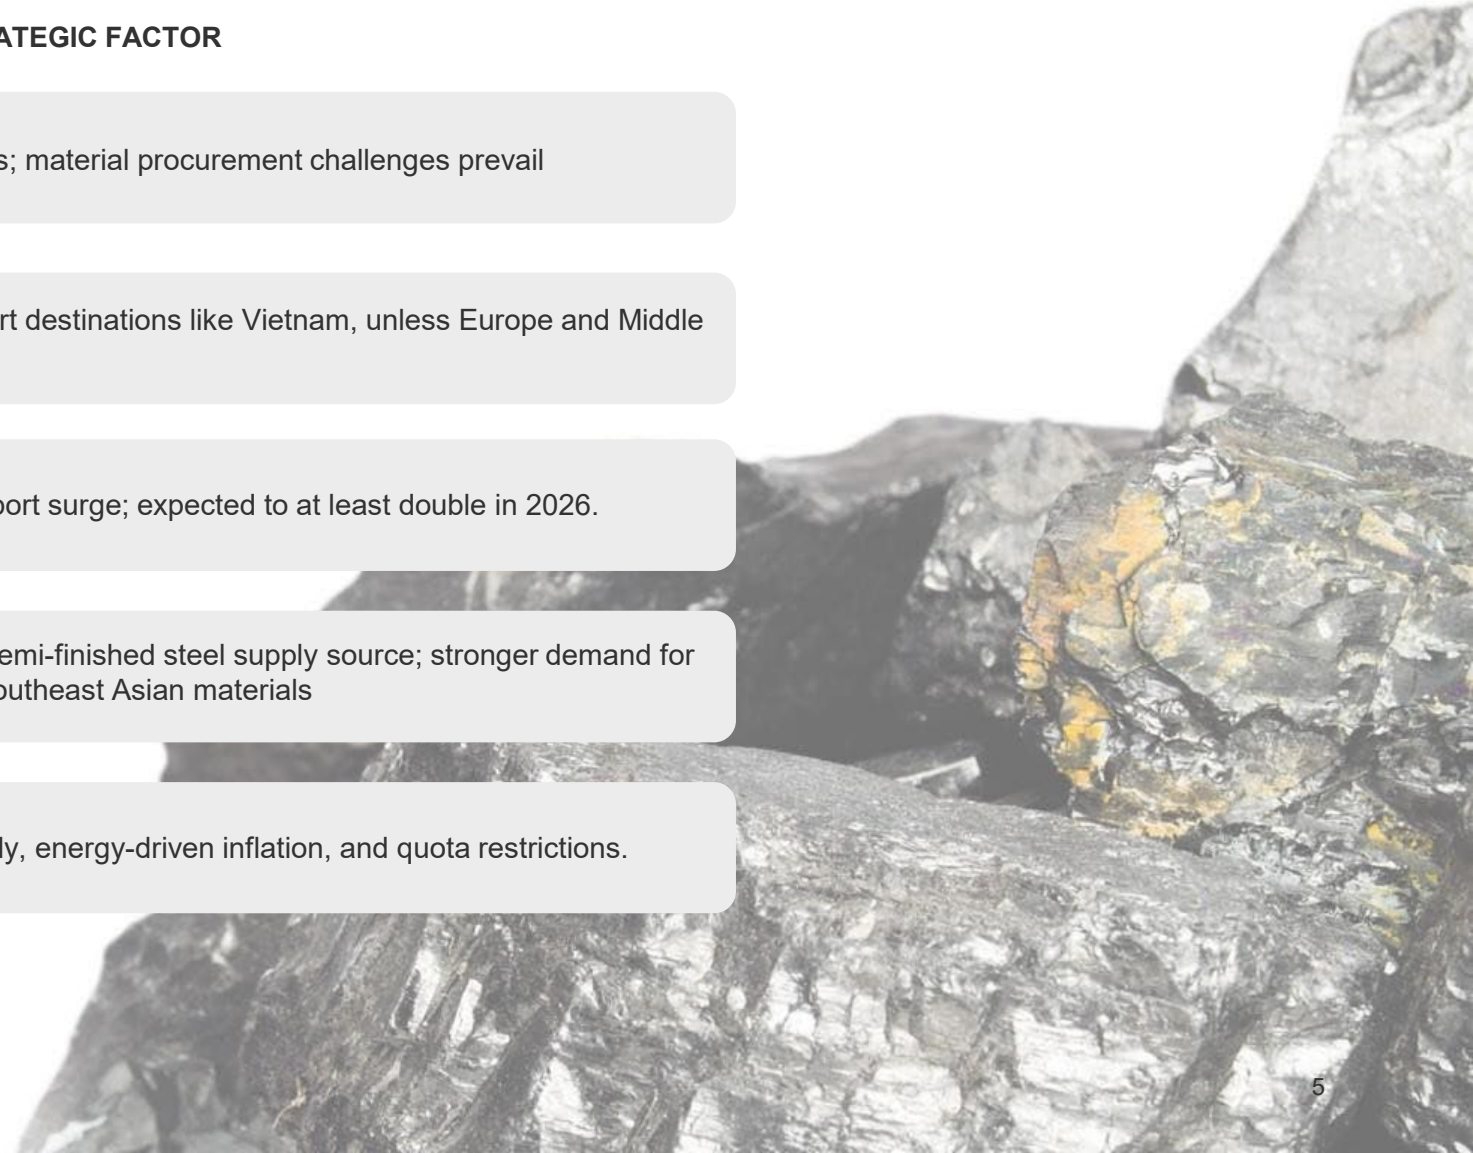 ATEGIC FACTOR
s; material procurement challenges prevail
rt destinations like Vietnam, unless Europe and Middle
port surge; expected to at least double in 2026.
emi-finished steel supply source; stronger demand for
outheast Asian materials
ly, energy-driven inflation, and quota restrictions.
5